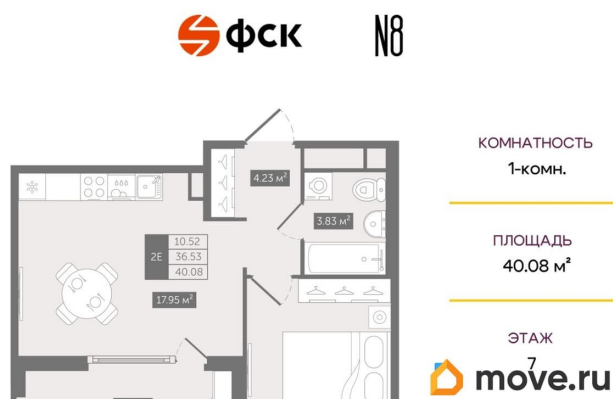 ФСК N8
КОМНАТНОСТЬ
1-комн.
ПЛОЩАДЬ
40.08 м²
ЭТАЖ
7
4.23 м²
3.83 м²
2Е
10.52
36.53
40.08
17.95 м²
move.ru